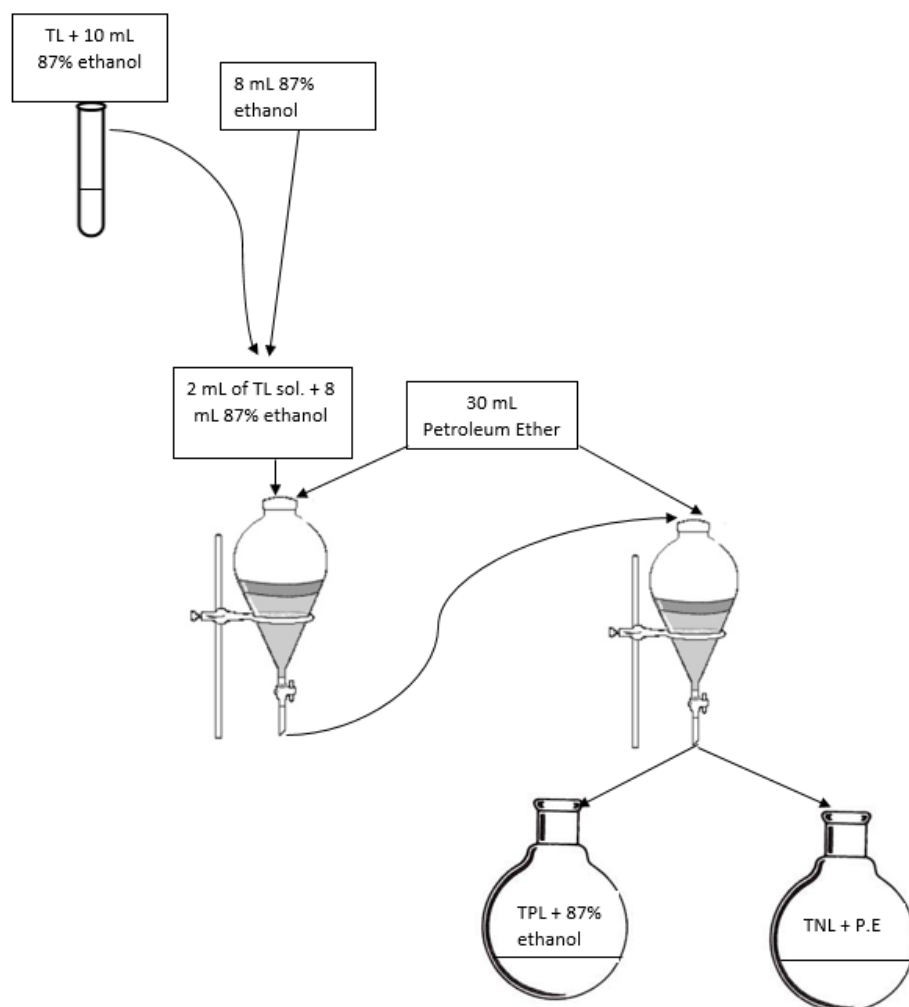 TL + 10 mL
87% ethanol
8 mL 87%
ethanol
2 mL of TL sol. + 8
mL 87% ethanol
30 mL
Petroleum Ether
TPL + 87%
ethanol
TNL + P.E